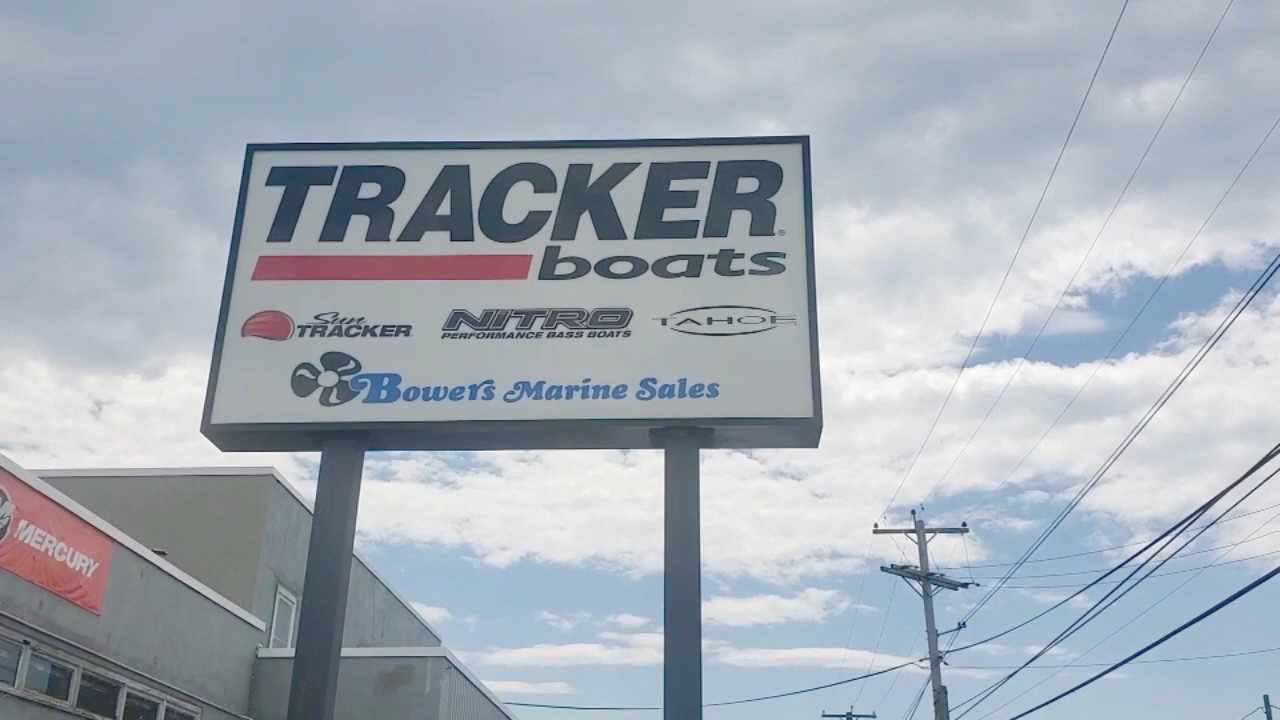 TRACKER®
boats
Sun
TRACKER
NITRO
PERFORMANCE BASS BOATS
TAHOE
Bowers Marine Sales
MERCURY